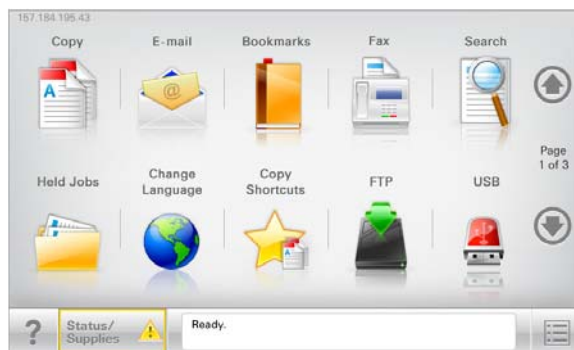 157.184.195.43
Copy
E-mail
Bookmarks
Fax
Search
A
@
Page
1 of 3
Held Jobs
Change
Language
Copy
Shortcuts
FTP
USB
A
?
Status/
Supplies
!
Ready.